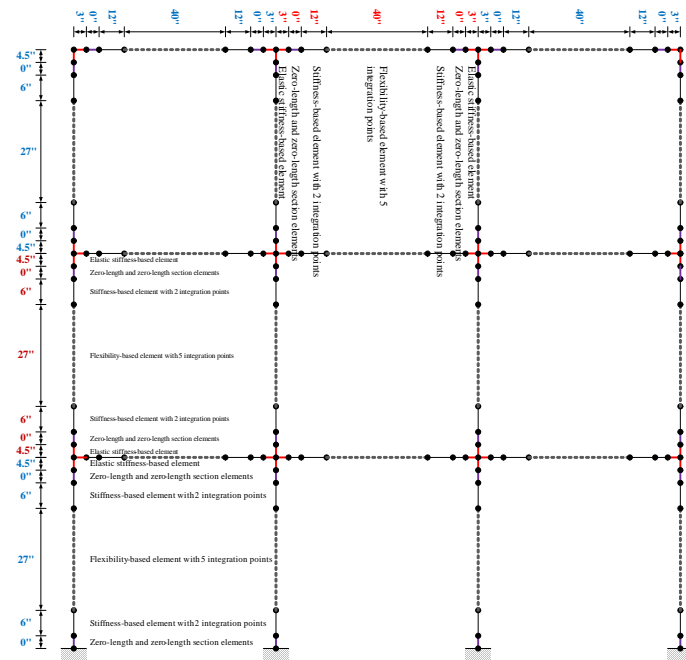 3"
0"
12"
40"
12"
0"
3"
3"
0"
12"
40"
12"
0"
3"
3"
0"
12"
40"
12"
0"
3"
4.5"
0"
6"
27"
6"
0"
4.5"
Elastic stiffness-based element
Zero-length and zero-length section elements
Stiffness-based element with 2 integration points
Flexibility-based element with 5
integration points
Stiffness-based element with 2 integration points
Zero-length and zero-length section elements
Elastic stiffness-based element
4.5"
Elastic stiffness-based element
0"
Zero-length and zero-length section elements
6"
Stiffness-based element with 2 integration points
27"
Flexibility-based element with 5 integration points
6"
Stiffness-based element with 2 integration points
0"
Zero-length and zero-length section elements
4.5"
Elastic stiffness-based element
4.5"
Elastic stiffness-based element
0"
Zero-length and zero-length section elements
6"
Stiffness-based element with 2 integration points
27"
Flexibility-based element with 5 integration points
6"
Stiffness-based element with 2 integration points
0"
Zero-length and zero-length section elements